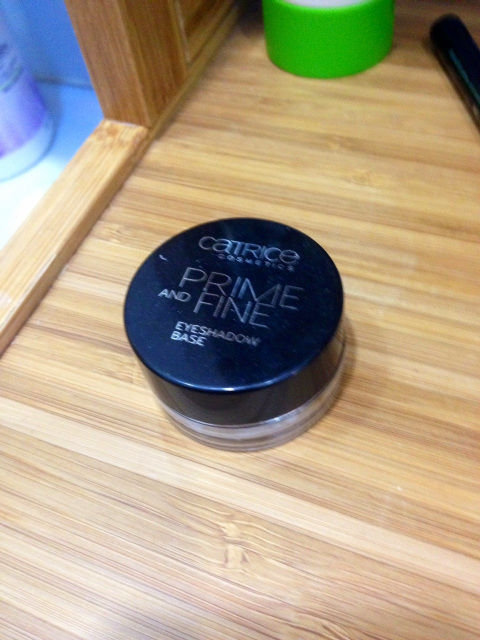 CATRICE
COSMETICS
PRIME
AND FINE
EYESHADOW
BASE